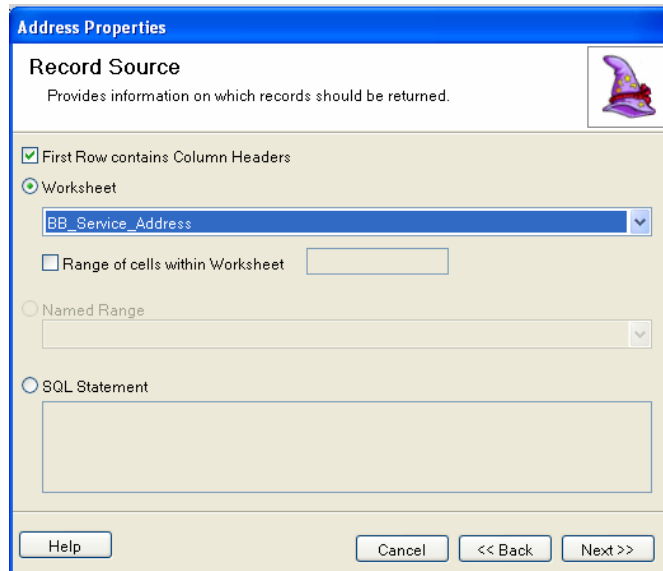 Address Properties
Record Source
Provides information on which records should be returned.
First Row contains Column Headers
Worksheet
BB_Service_Address
Range of cells within Worksheet
Named Range
SQL Statement
Help
Cancel
<< Back
Next >>